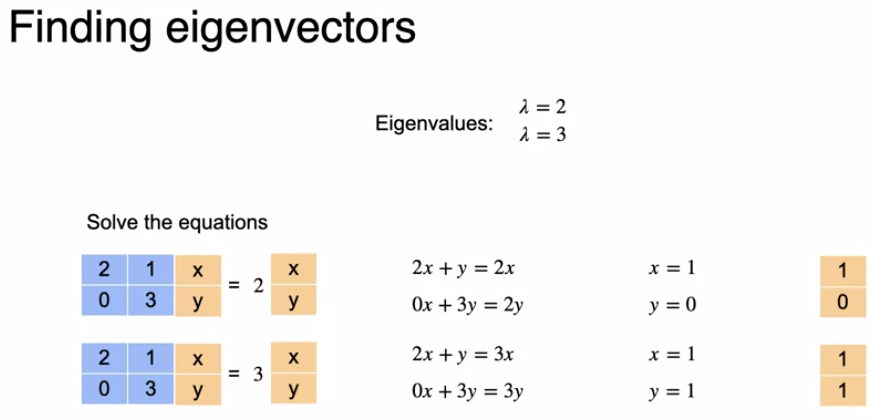 Finding eigenvectors
Eigenvalues:
λ = 2
λ = 3
Solve the equations
2 1 x = 2 x 2x + y = 2x x = 1 1
0 3 y y 0x + 3y = 2y y = 0 0
2 1 x = 3 x 2x + y = 3x x = 1 1
0 3 y y 0x + 3y = 3y y = 1 1